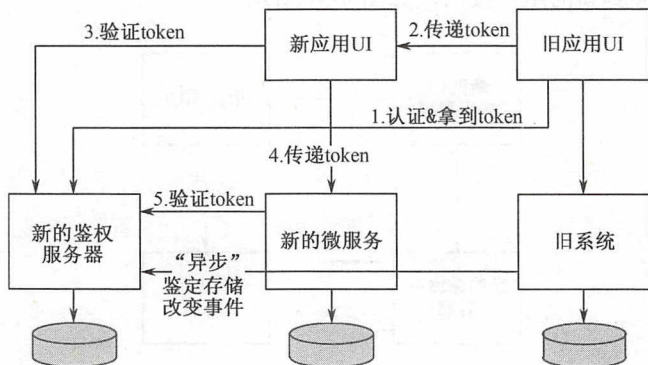 3.验证token
新应用UI
2.传递token
旧应用UI
1.认证&拿到token
4.传递token
5.验证token
新的鉴权
服务器
新的微服务
旧系统
“异步”
鉴定存储
改变事件